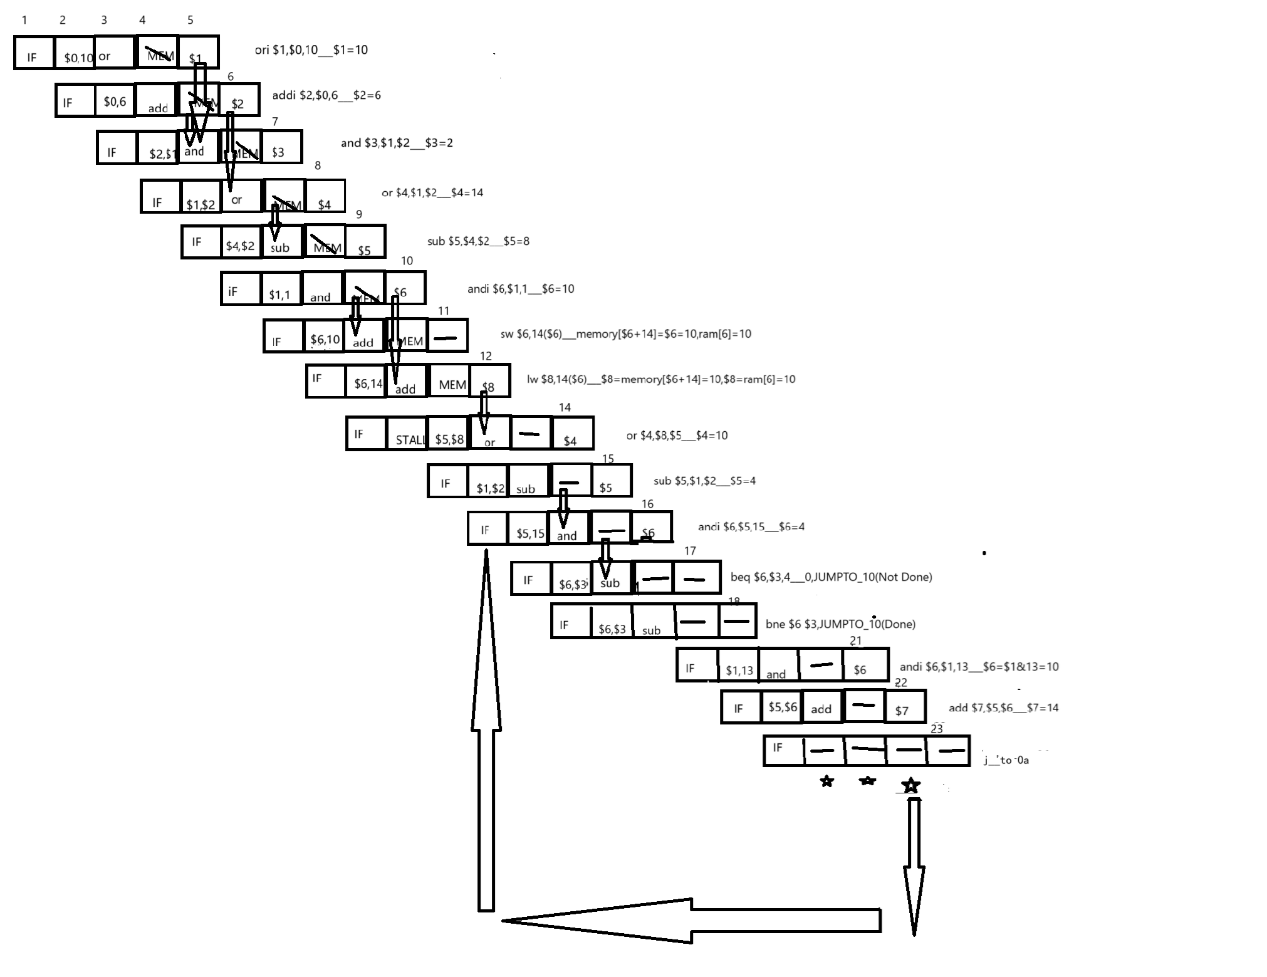 1 2 3 4 5
IF $0,10 or MEM $1 ori $1,$0,10__$1=10
6
IF $0,6 add MEM $2 addi $2,$0,6__$2=6
7
IF $2,$1 and MEM $3 and $3,$1,$2__$3=2
8
IF $1,$2 or MEM $4 or $4,$1,$2__$4=14
9
IF $4,$2 sub MEM $5 sub $5,$4,$2__$5=8
10
iF $1,1 and MEM $6 andi $6,$1,1__$6=10
11
IF $6,10 add MEM sw $6,14($6)__memory[$6+14]=$6=10,ram[6]=10
12
IF $6,14 add MEM $8 lw $8,14($6)__$8=memory[$6+14]=10,$8=ram[6]=10
14
IF STALL $5,$8 or $4 or $4,$8,$5__$4=10
15
IF $1,$2 sub $5 sub $5,$1,$2__$5=4
16
IF $5,15 and $6 andi $6,$5,15__$6=4
17
IF $6,$3 sub beq $6,$3,4__0,JUMPTO_10(Not Done)
18
IF $6,$3 sub bne $6 $3,JUMPTO_10(Done)
21
IF $1,13 and $6 andi $6,$1,13__$6=$1&13=10
22
IF $5,$6 add $7 add $7,$5,$6__$7=14
23
IF j__'to 0a